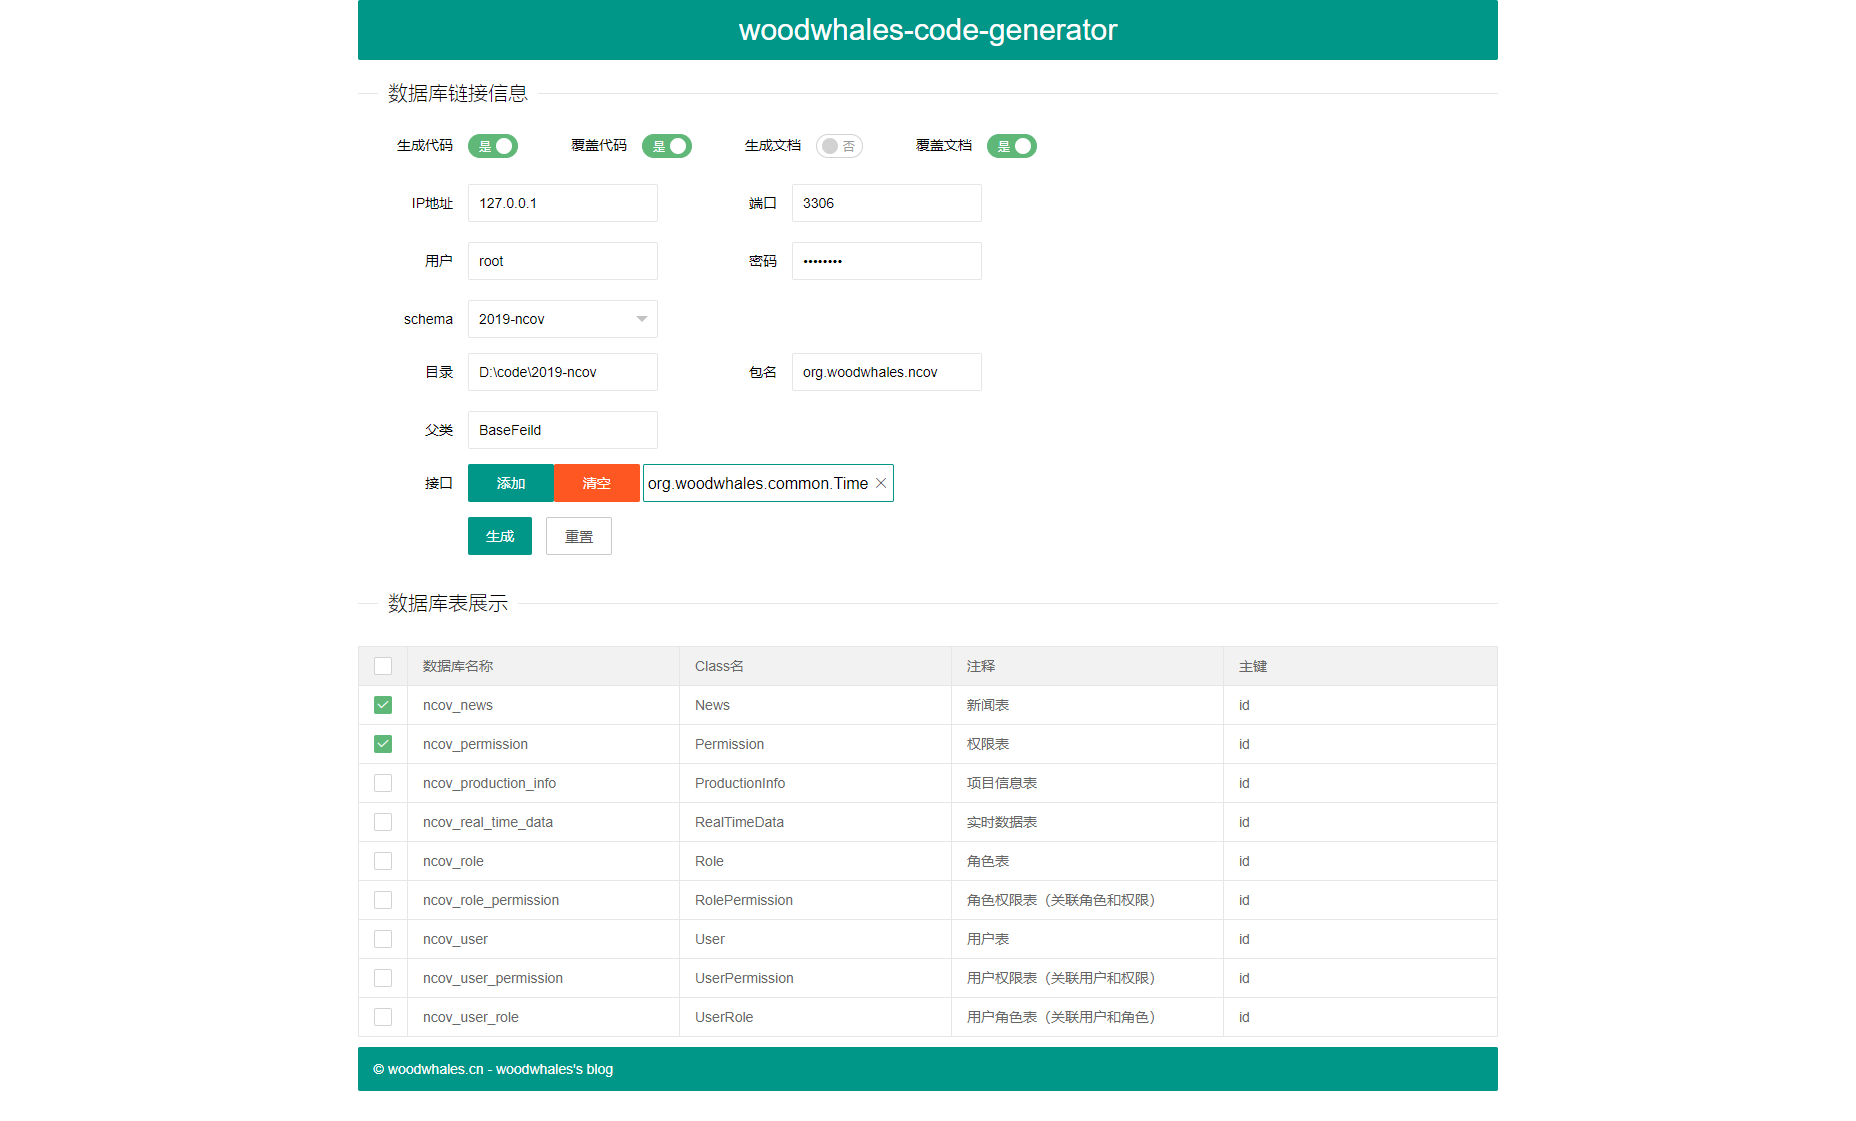 woodwhales-code-generator
数据库链接信息
生成代码 是 覆盖代码 是 生成文档 否 覆盖文档 是
IP地址 127.0.0.1 端口 3306
用户 root 密码 ••••••••
schema 2019-ncov
目录 D:\code\2019-ncov 包名 org.woodwhales.ncov
父类 BaseFeild
接口 添加 清空 org.woodwhales.common.Time
生成 重置
数据库表展示
数据库名称 Class名 注释 主键
ncov_news News 新闻表 id
ncov_permission Permission 权限表 id
ncov_production_info ProductionInfo 项目信息表 id
ncov_real_time_data RealTimeData 实时数据表 id
ncov_role Role 角色表 id
ncov_role_permission RolePermission 角色权限表（关联角色和权限） id
ncov_user User 用户表 id
ncov_user_permission UserPermission 用户权限表（关联用户和权限） id
ncov_user_role UserRole 用户角色表（关联用户和角色） id
© woodwhales.cn - woodwhales's blog